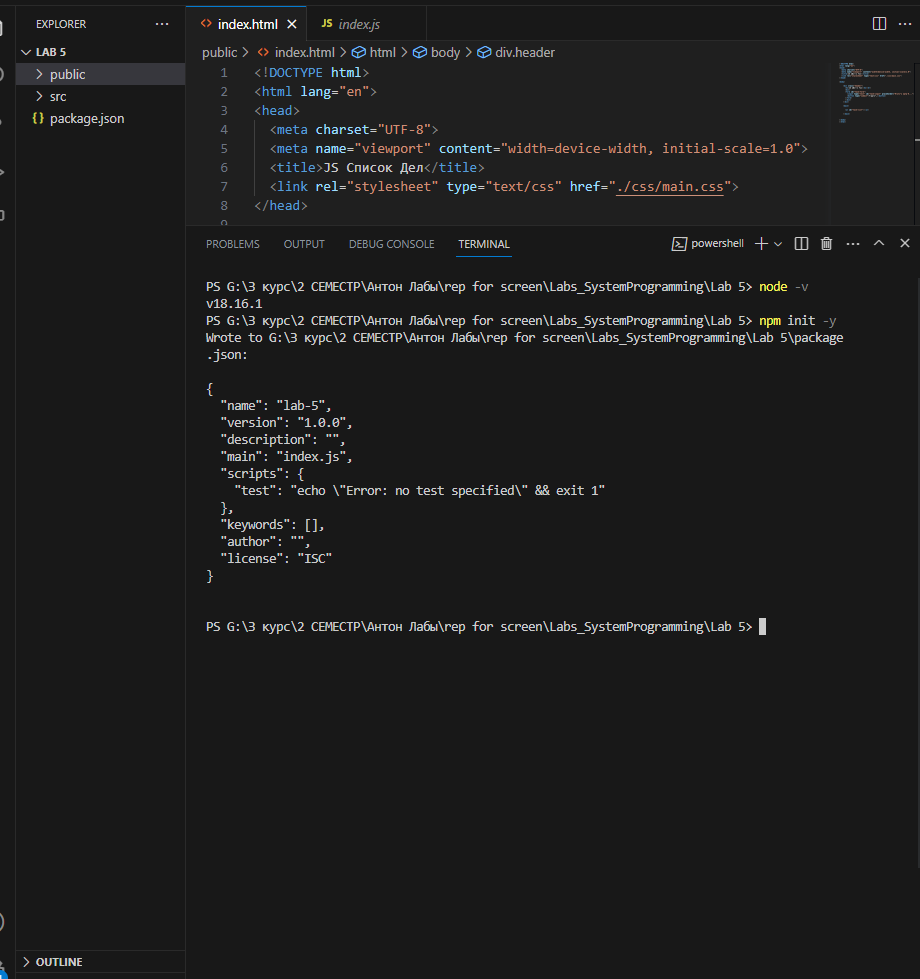 EXPLORER ...
LAB 5
public
src
{} package.json
OUTLINE
<> index.html
JS index.js
public > <> index.html > html > body > div.header
1 <!DOCTYPE html>
2 <html lang="en">
3 <head>
4 <meta charset="UTF-8">
5 <meta name="viewport" content="width=device-width, initial-scale=1.0">
6 <title>JS Список Дел</title>
7 <link rel="stylesheet" type="text/css" href="./css/main.css">
8 </head>
9
PROBLEMS OUTPUT DEBUG CONSOLE TERMINAL powershell
PS G:\3 курс\2 СЕМЕСТР\Антон Лабы\rep for screen\Labs_SystemProgramming\Lab 5> node -v
v18.16.1
PS G:\3 курс\2 СЕМЕСТР\Антон Лабы\rep for screen\Labs_SystemProgramming\Lab 5> npm init -y
Wrote to G:\3 курс\2 СЕМЕСТР\Антон Лабы\rep for screen\Labs_SystemProgramming\Lab 5\package
.json:
{
"name": "lab-5",
"version": "1.0.0",
"description": "",
"main": "index.js",
"scripts": {
"test": "echo \"Error: no test specified\" && exit 1"
},
"keywords": [],
"author": "",
"license": "ISC"
}
PS G:\3 курс\2 СЕМЕСТР\Антон Лабы\rep for screen\Labs_SystemProgramming\Lab 5>